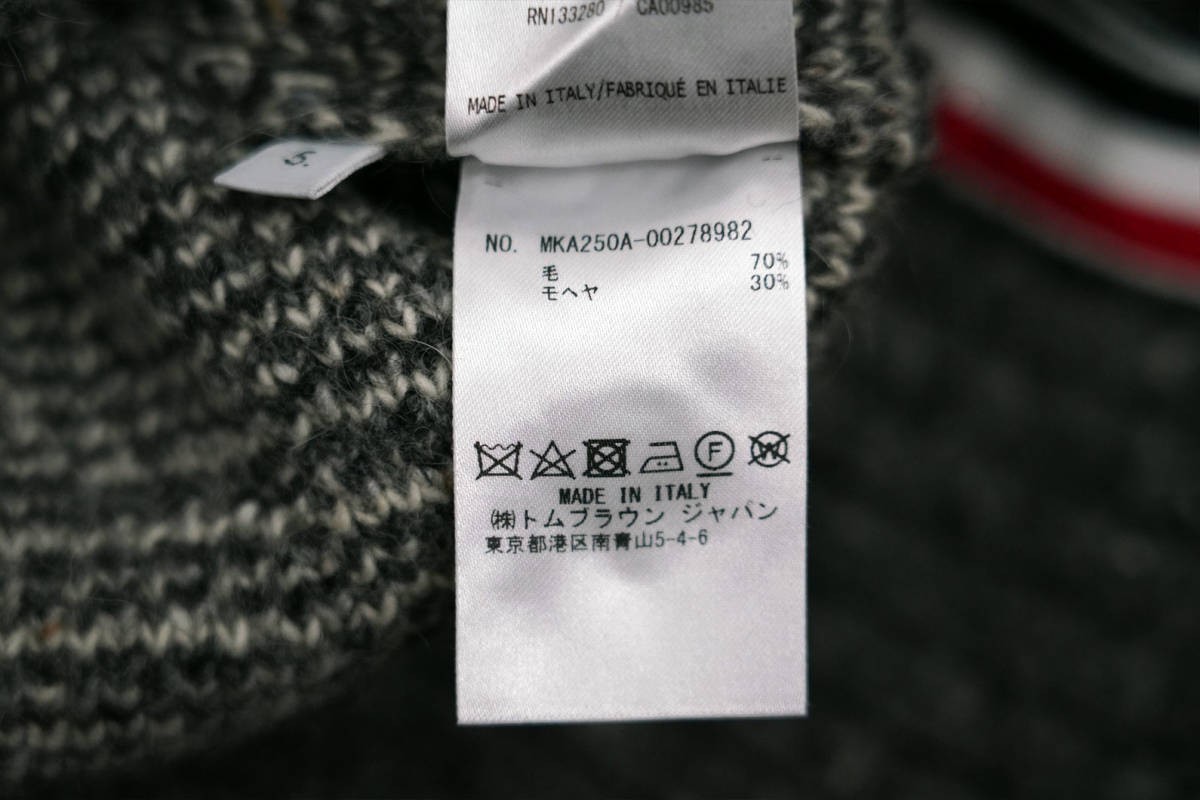 RN133280 / CA00985
MADE IN ITALY/FABRIQUÉ EN ITALIE
5.
NO. MKA250A-00278982
毛 70%
モヘヤ 30%
F W
MADE IN ITALY
㈱トムブラウン ジャパン
東京都港区南青山5-4-6